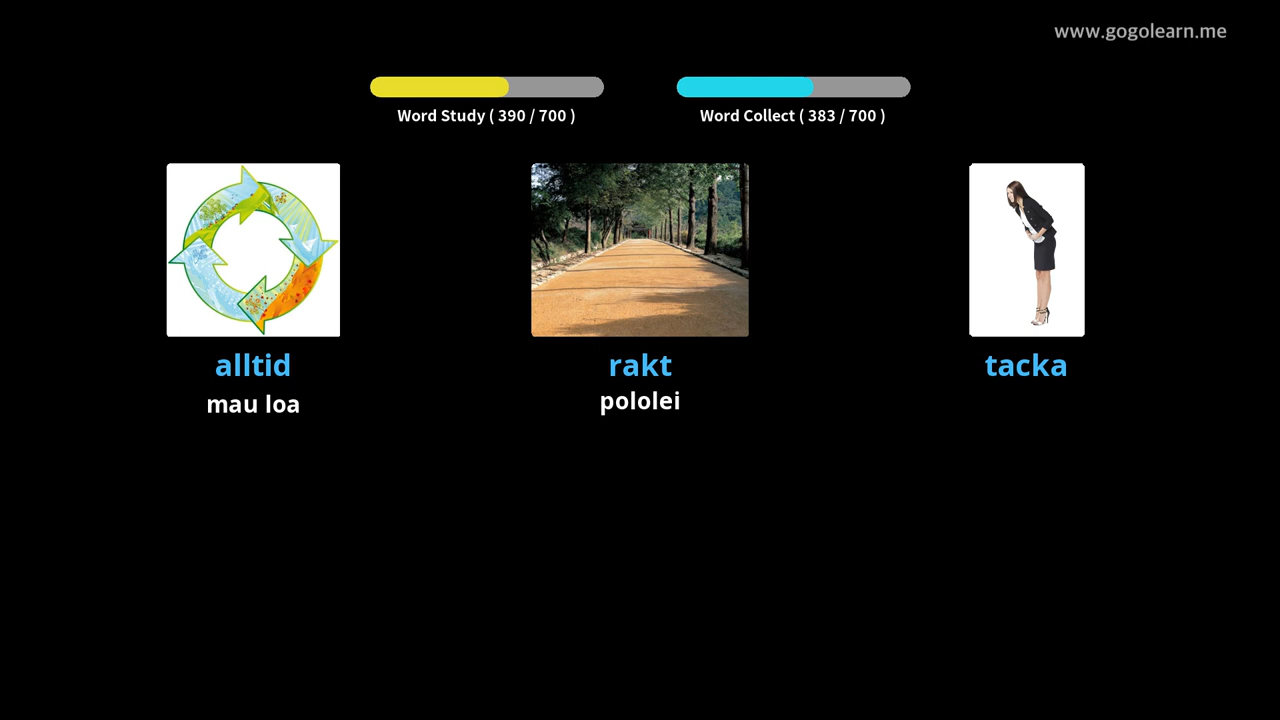 www.gogolearn.me
Word Study ( 390 / 700 )
Word Collect ( 383 / 700 )
alltid
mau loa
rakt
pololei
tacka